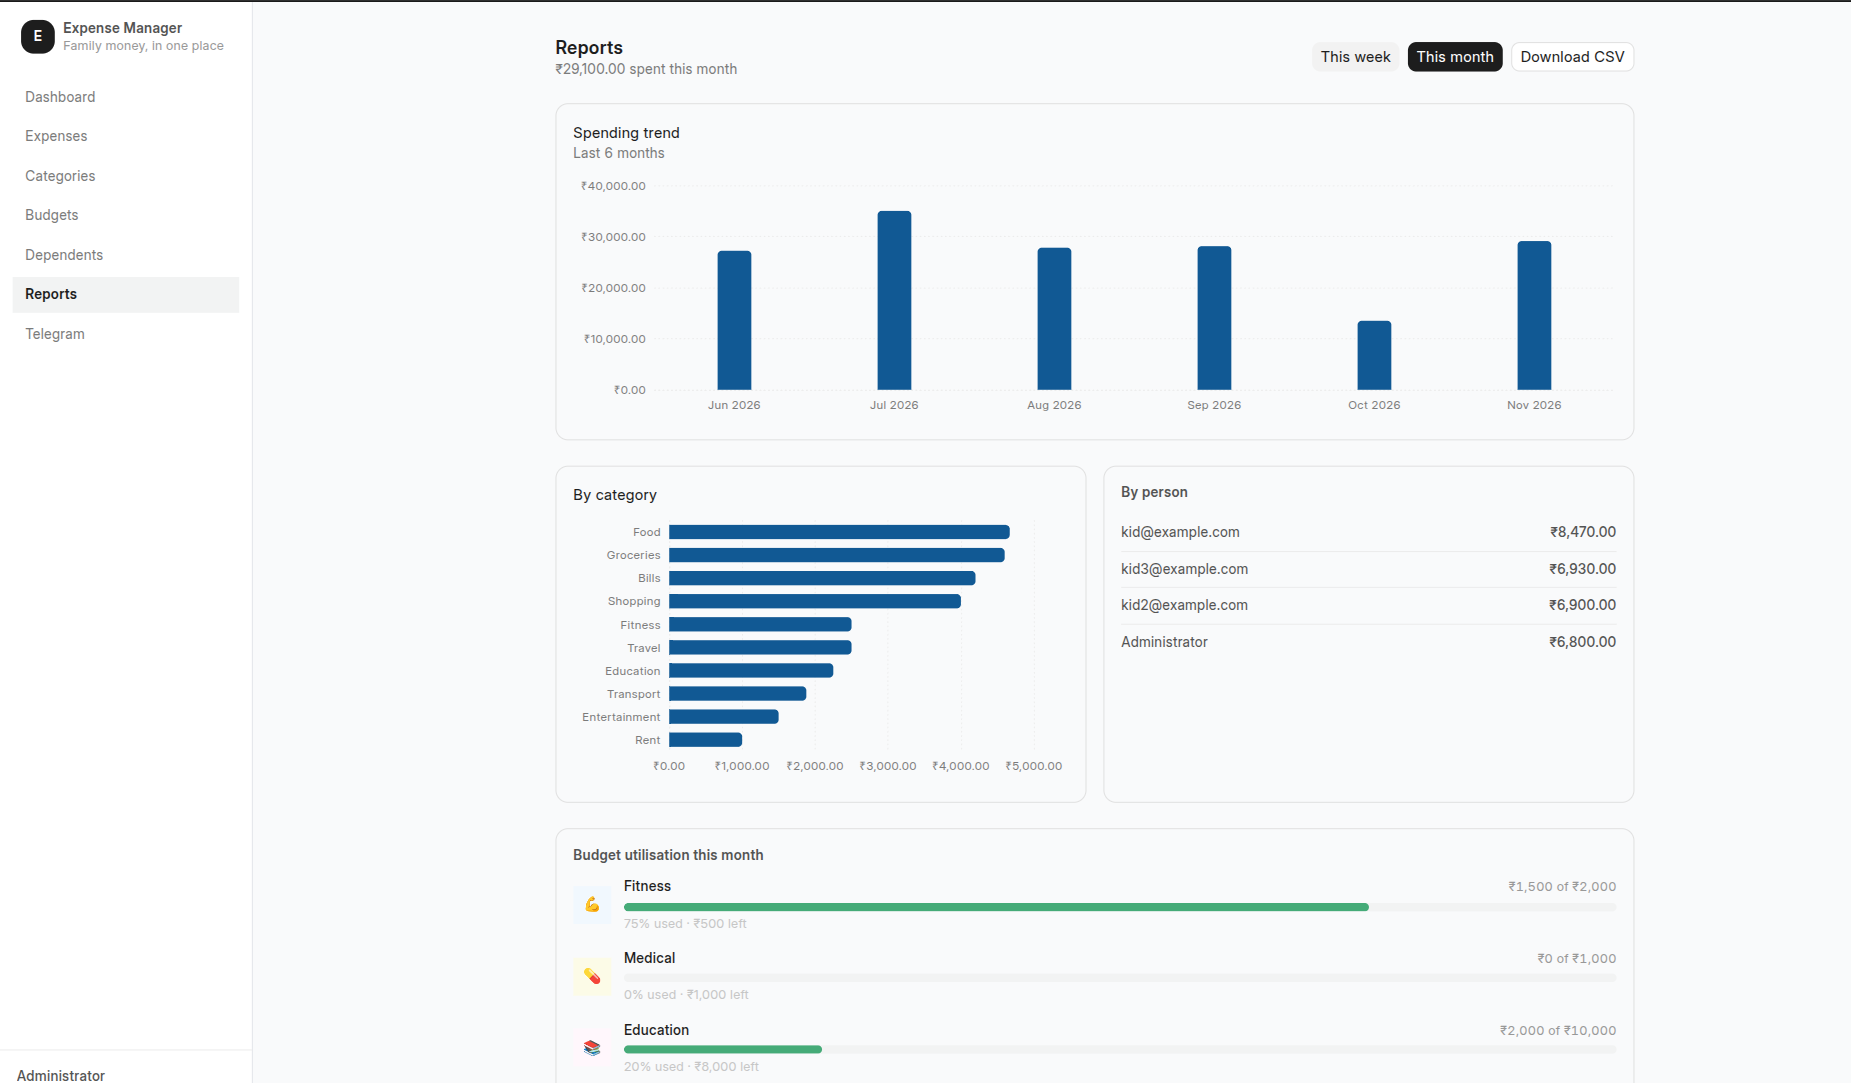 E
Expense Manager
Family money, in one place
Dashboard
Expenses
Categories
Budgets
Dependents
Reports
Telegram
Administrator
Reports
₹29,100.00 spent this month
This week
This month
Download CSV
Spending trend
Last 6 months
₹40,000.00
₹30,000.00
₹20,000.00
₹10,000.00
₹0.00
Jun 2026
Jul 2026
Aug 2026
Sep 2026
Oct 2026
Nov 2026
By category
Food
Groceries
Bills
Shopping
Fitness
Travel
Education
Transport
Entertainment
Rent
₹0.00
₹1,000.00
₹2,000.00
₹3,000.00
₹4,000.00
₹5,000.00
By person
kid@example.com ₹8,470.00
kid3@example.com ₹6,930.00
kid2@example.com ₹6,900.00
Administrator ₹6,800.00
Budget utilisation this month
Fitness ₹1,500 of ₹2,000
75% used · ₹500 left
Medical ₹0 of ₹1,000
0% used · ₹1,000 left
Education ₹2,000 of ₹10,000
20% used · ₹8,000 left